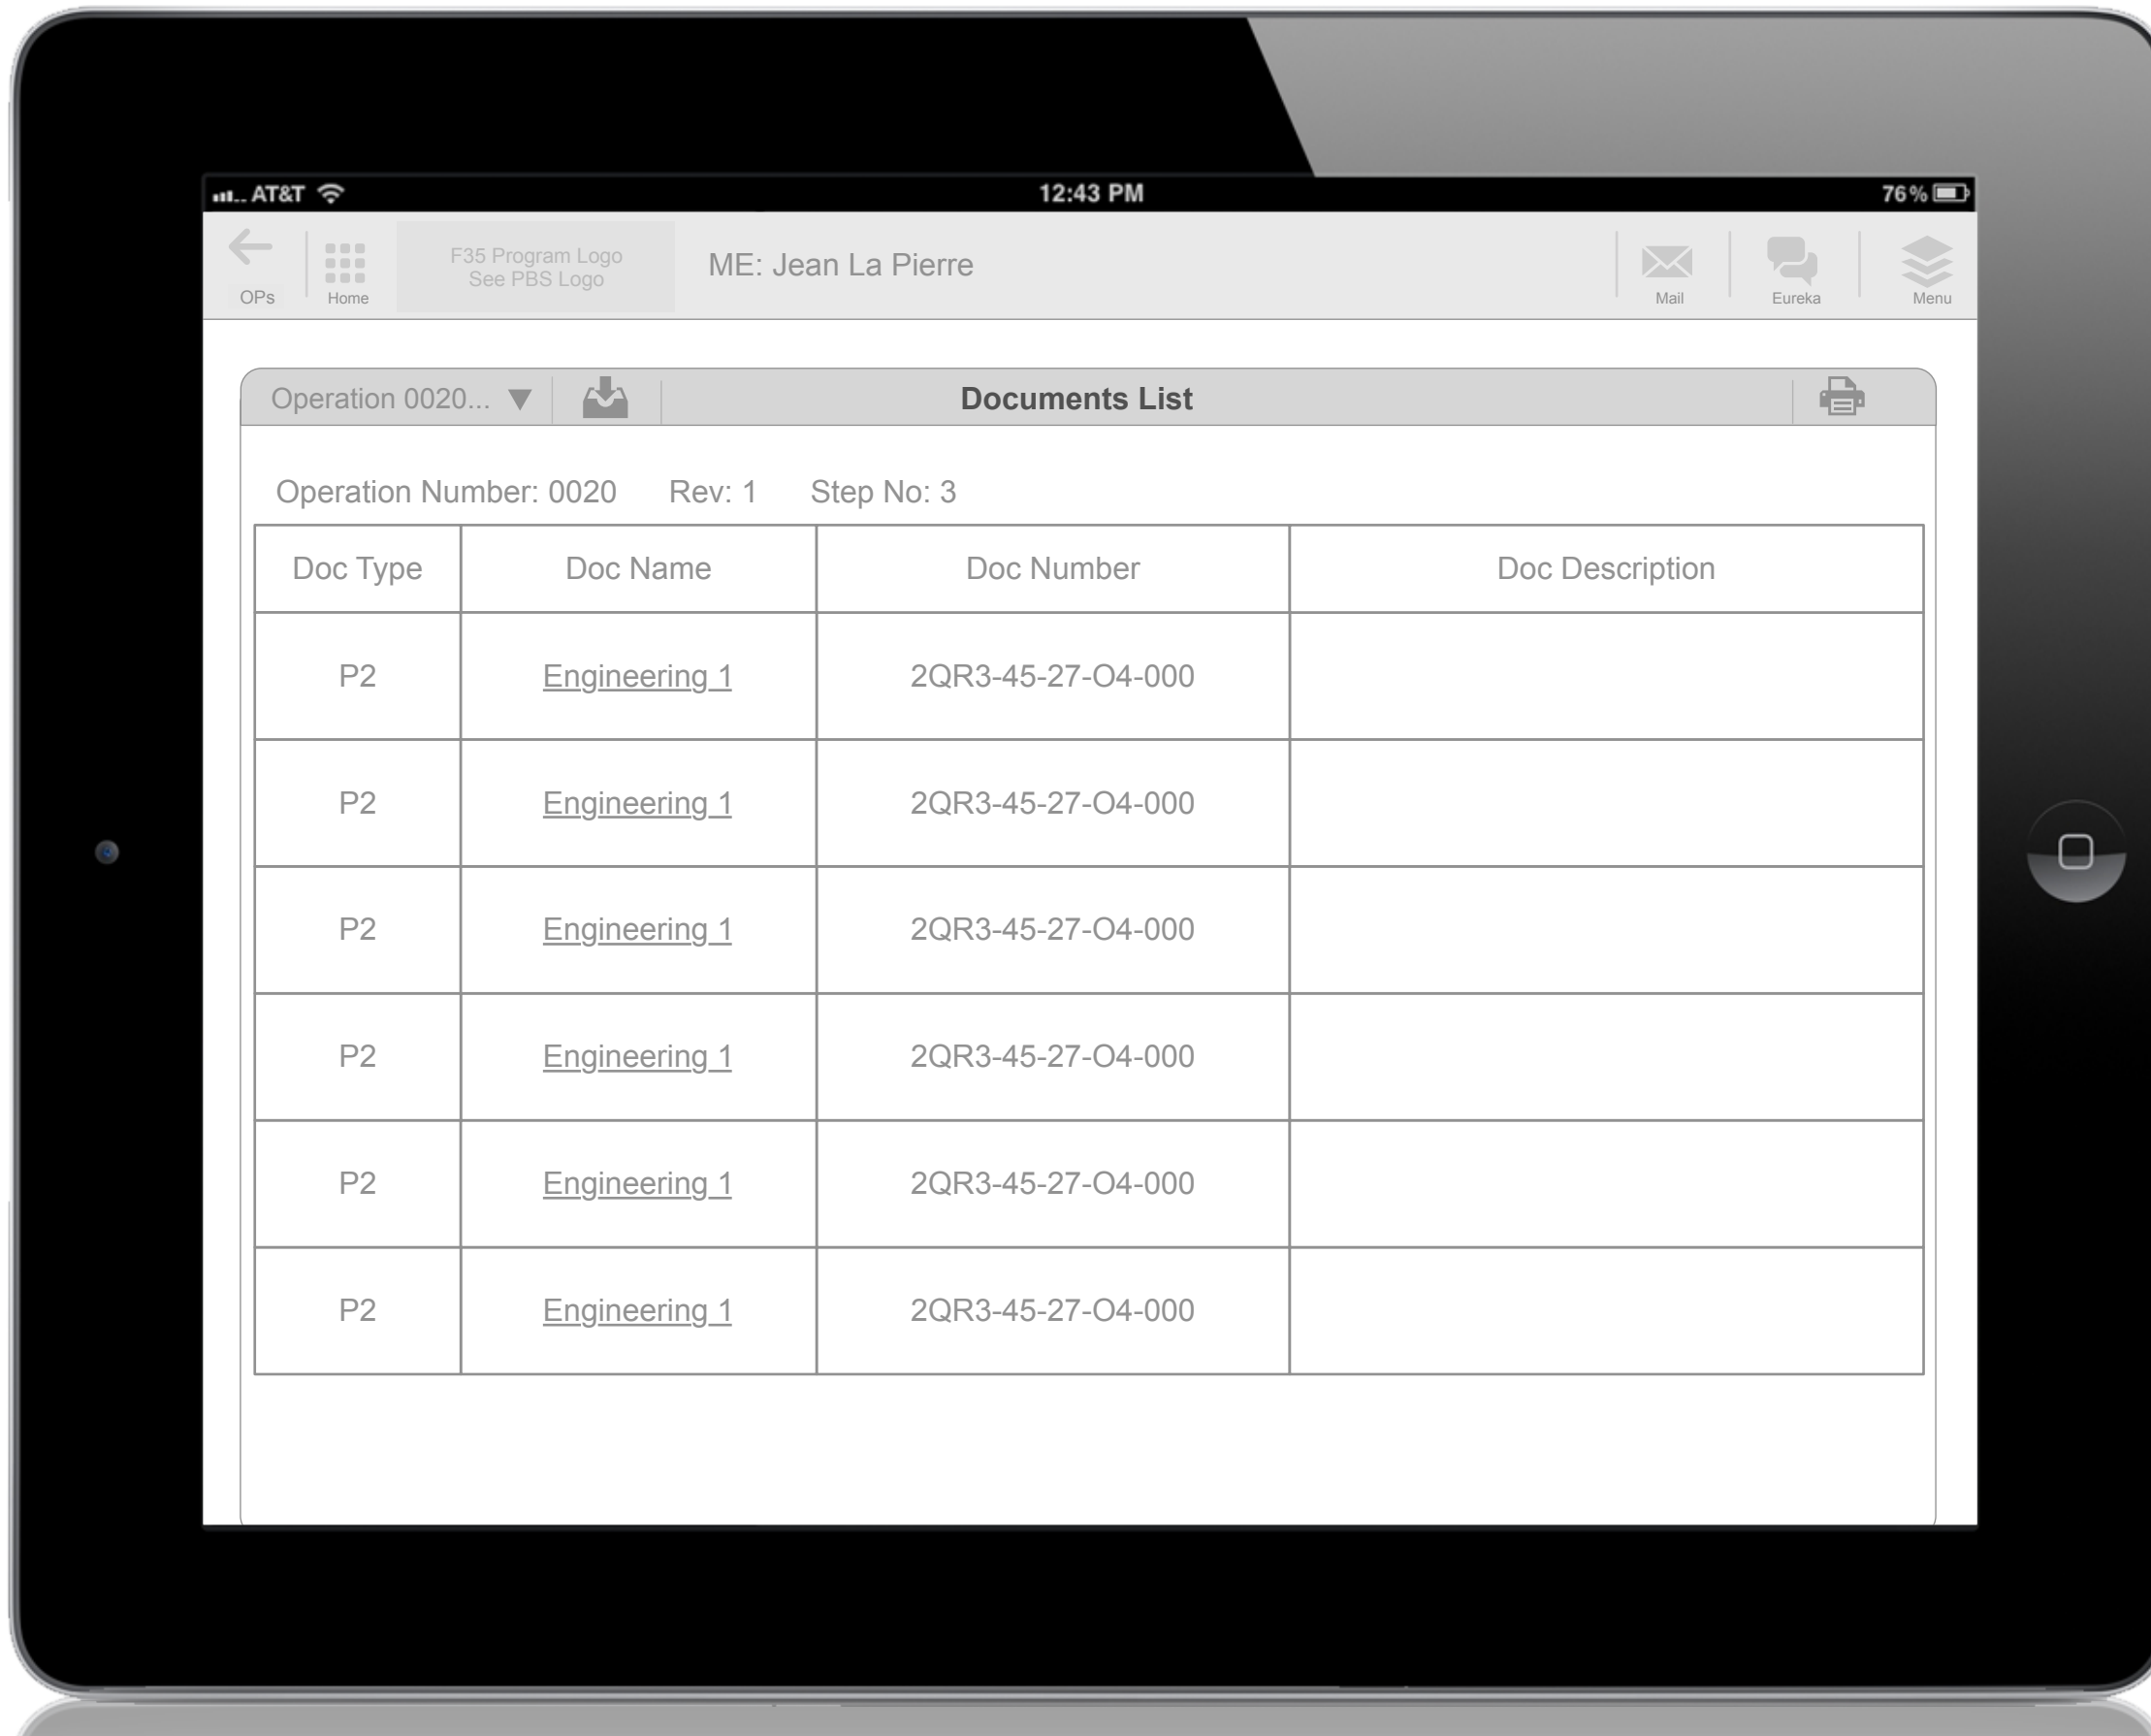 AT&T 12:43 PM 76%
OPs Home F35 Program Logo
See PBS Logo ME: Jean La Pierre Mail Eureka Menu
Operation 0020... Documents List
Operation Number: 0020 Rev: 1 Step No: 3
Doc Type Doc Name Doc Number Doc Description
P2 Engineering 1 2QR3-45-27-O4-000
P2 Engineering 1 2QR3-45-27-O4-000
P2 Engineering 1 2QR3-45-27-O4-000
P2 Engineering 1 2QR3-45-27-O4-000
P2 Engineering 1 2QR3-45-27-O4-000
P2 Engineering 1 2QR3-45-27-O4-000